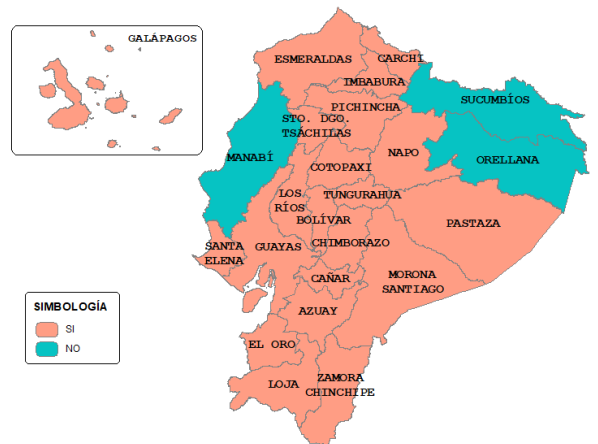 GALÁPAGOS
ESMERALDAS
CARCHI
IMBABURA
SUCUMBÍOS
PICHINCHA
STO. DGO.
TSÁCHILAS
MANABÍ
NAPO
ORELLANA
COTOPAXI
LOS
RÍOS
TUNGURAHUA
BOLÍVAR
PASTAZA
SANTA
ELENA
GUAYAS
CHIMBORAZO
CAÑAR
MORONA
SANTIAGO
AZUAY
SIMBOLOGÍA
SI
NO
EL ORO
LOJA
ZAMORA
CHINCHIPE